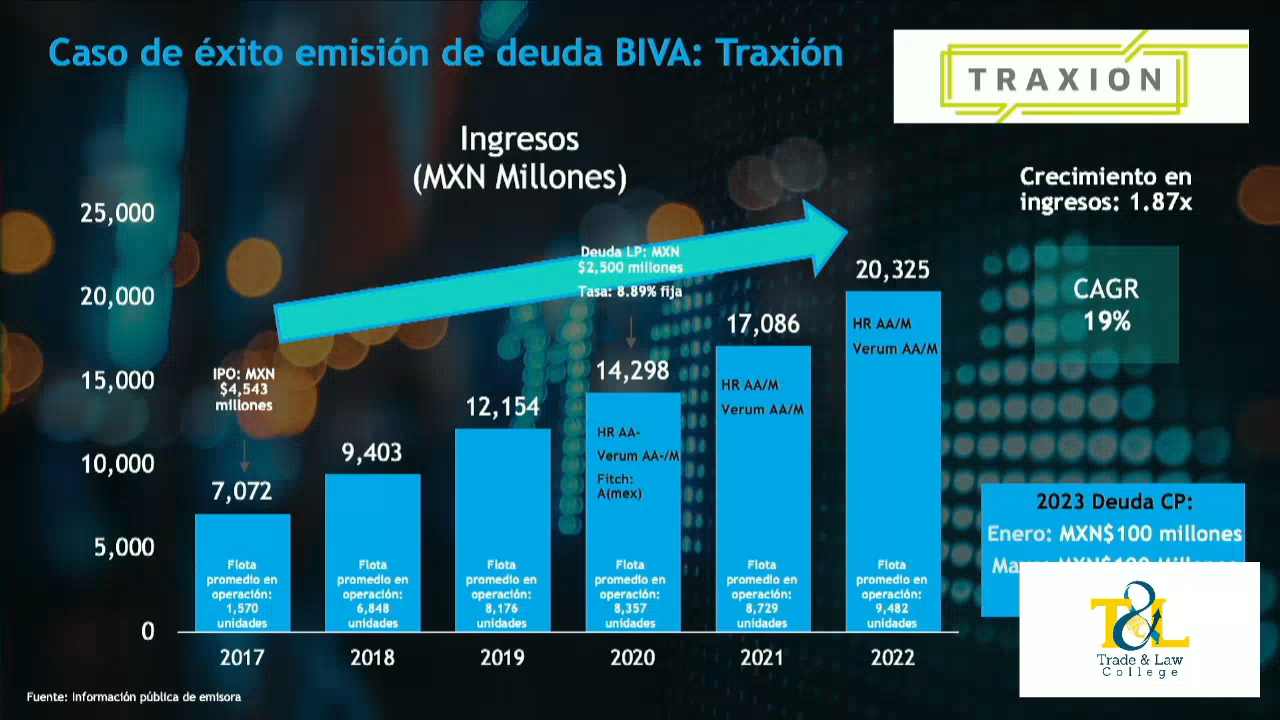 Caso de éxito emisión de deuda BIVA: Traxión
TRAXION
Ingresos
(MXN Millones)
Crecimiento en
ingresos: 1.87x
CAGR
19%
25,000
20,000
15,000
10,000
5,000
0
IPO: MXN
$4,543
millones
7,072
Flota
promedio en
operación:
1,570
unidades
2017
9,403
Flota
promedio en
operación:
6,848
unidades
2018
12,154
Flota
promedio en
operación:
8,176
unidades
2019
Deuda LP: MXN
$2,500 millones
Tasa: 8.89% fija
14,298
HR AA-
Verum AA-/M
Fitch:
A(mex)
Flota
promedio en
operación:
8,357
unidades
2020
17,086
HR AA/M
Verum AA/M
Flota
promedio en
operación:
8,729
unidades
2021
20,325
HR AA/M
Verum AA/M
Flota
promedio en
operación:
9,482
unidades
2022
2023 Deuda CP:
Enero: MXN$100 millones
T&L
Trade & Law
College
Fuente: Información pública de emisora